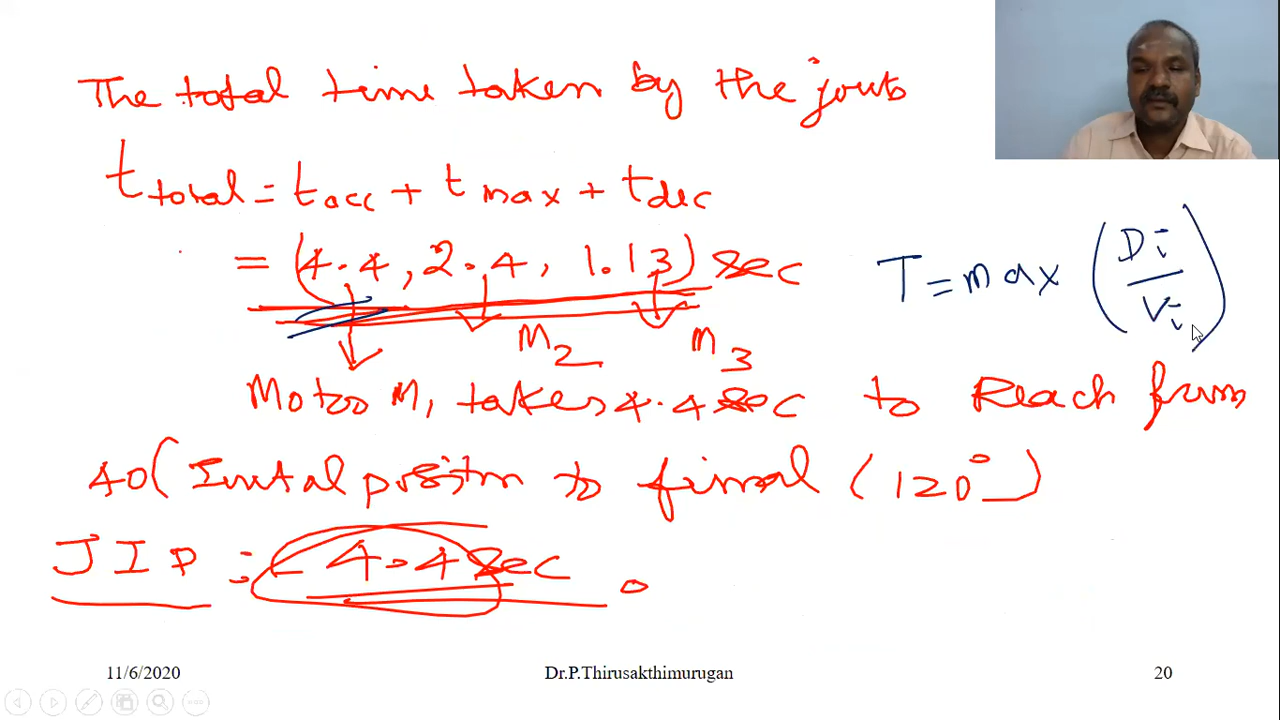 The total time taken by the joints
t total = t acc + t max + t dec
= (4.4, 2.4, 1.13) sec
T = max (Di / Vi)
M2 M3
Motor M1 takes 4.4 sec to Reach from
40 (Initial position to final (120°)
JIP = 4.4 sec.
11/6/2020 Dr.P.Thirusakthimurugan 20